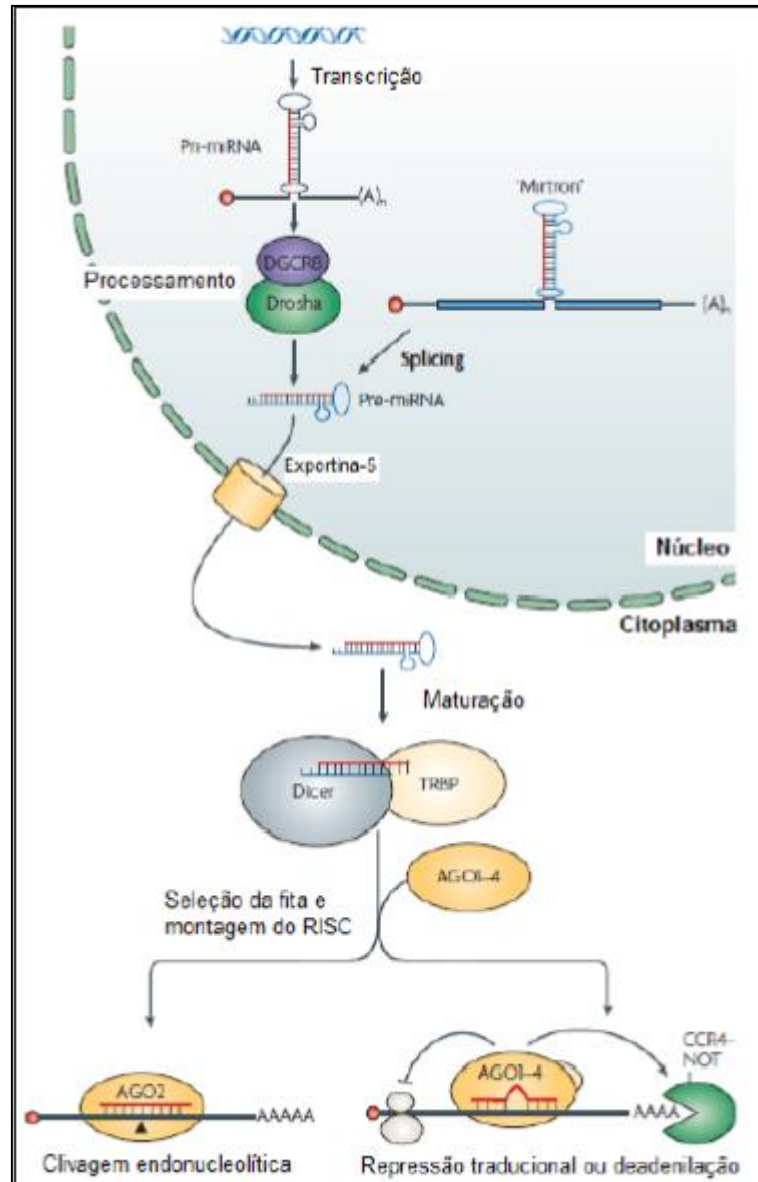 Transcrição
Pri-miRNA
(A)n
'Mirtron'
DGCR8
Processamento
Drosha
(A)n
Splicing
Pre-miRNA
Exportina-5
Núcleo
Citoplasma
Maturação
Dicer
TRBP
AGO1-4
Seleção da fita e
montagem do RISC
CCR4-
NOT
AGO2
AGO1-4
AAAAA
AAAA
Clivagem endonucleolítica
Repressão traducional ou deadenilação